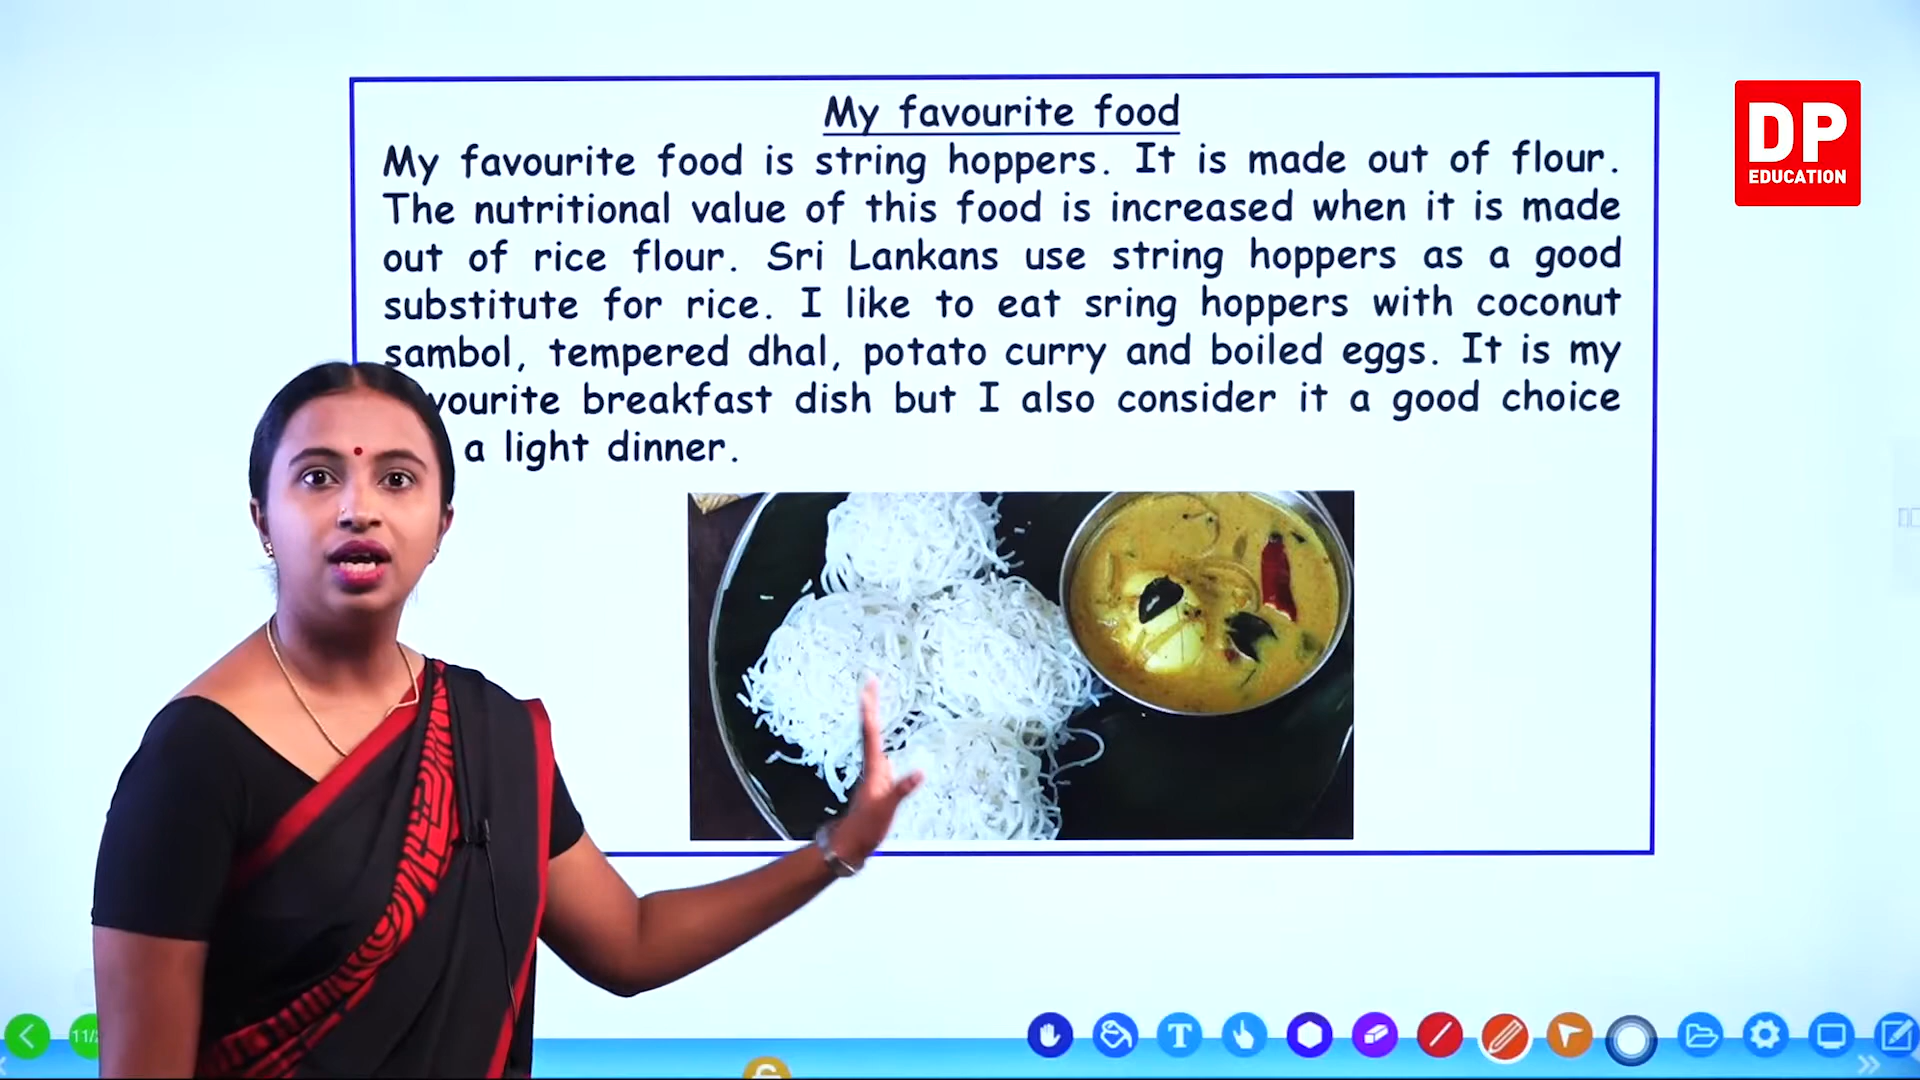 My favourite food
My favourite food is string hoppers. It is made out of flour.
The nutritional value of this food is increased when it is made
out of rice flour. Sri Lankans use string hoppers as a good
substitute for rice. I like to eat sring hoppers with coconut
sambol, tempered dhal, potato curry and boiled eggs. It is my
breakfast dish but I also consider it a good choice
a light dinner.
DP
EDUCATION
T